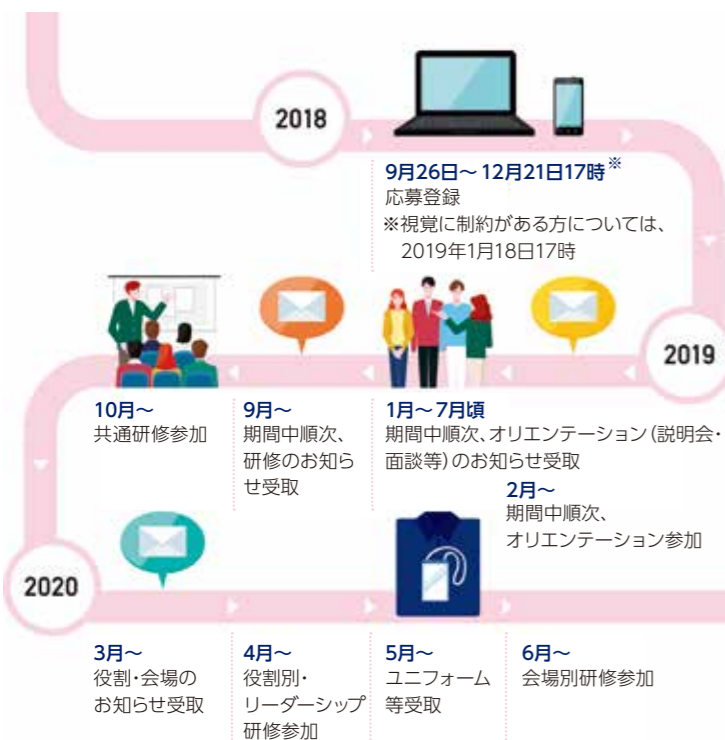 2018
9月26日～12月21日17時※
応募登録
※視覚に制約がある方については、
2019年1月18日17時
2019
1月～7月頃
期間中順次、オリエンテーション(説明会・
面談等)のお知らせ受取
2月～
期間中順次、
オリエンテーション参加
9月～
期間中順次、
研修のお知ら
せ受取
10月～
共通研修参加
2020
3月～
役割・会場の
お知らせ受取
4月～
役割別・
リーダーシップ
研修参加
5月～
ユニフォーム
等受取
6月～
会場別研修参加